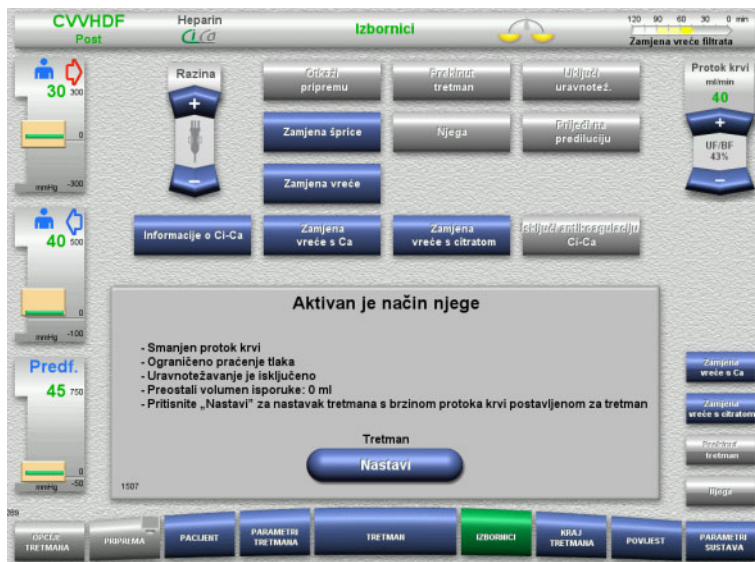 CVVHDF
Post
Heparin
Ci Ca
Izbornici
120 90 60 30 0 min
Zamjena vreće filtrata
30 300
0
mmHg -300
40 500
0
mmHg -100
Predf.
45 750
0
mmHg -50
Razina
Otkaži
pripremu
Prekinut
tretman
Uključi
uravnotež.
Zamjena šprice
Njega
Prijeđi na
prediluciju
Zamjena vreće
Informacije o Ci-Ca
Zamjena
vreće s Ca
Zamjena
vreće s citratom
Isključi antikoagulaciju
Ci-Ca
Protok krvi
ml/min
40
UF/BF
43%
Aktivan je način njege
- Smanjen protok krvi
- Ograničeno praćenje tlaka
- Uravnotežavanje je isključeno
- Preostali volumen isporuke: 0 ml
- Pritisnite „Nastavi” za nastavak tretmana s brzinom protoka krvi postavljenom za tretman
Tretman
Nastavi
1507
Zamjena
vreće s Ca
Zamjena
vreće s citratom
Prekinut
tretman
Njega
OPCIJE
TRETMANA
PRIPREMA
PACIJENT
PARAMETRI
TRETMANA
TRETMAN
IZBORNICI
KRAJ
TRETMANA
POVIJEST
PARAMETRI
SUSTAVA